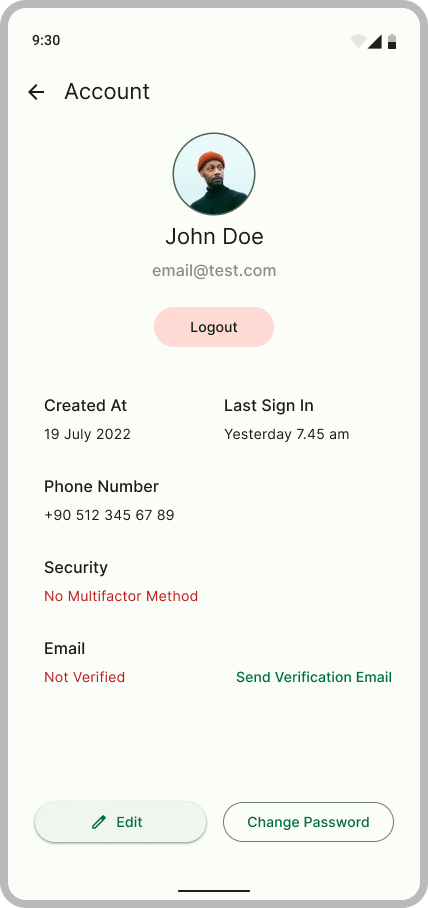 9:30
Account
John Doe
email@test.com
Logout
Created At
Last Sign In
19 July 2022
Yesterday 7.45 am
Phone Number
+90 512 345 67 89
Security
No Multifactor Method
Email
Not Verified
Send Verification Email
Edit
Change Password